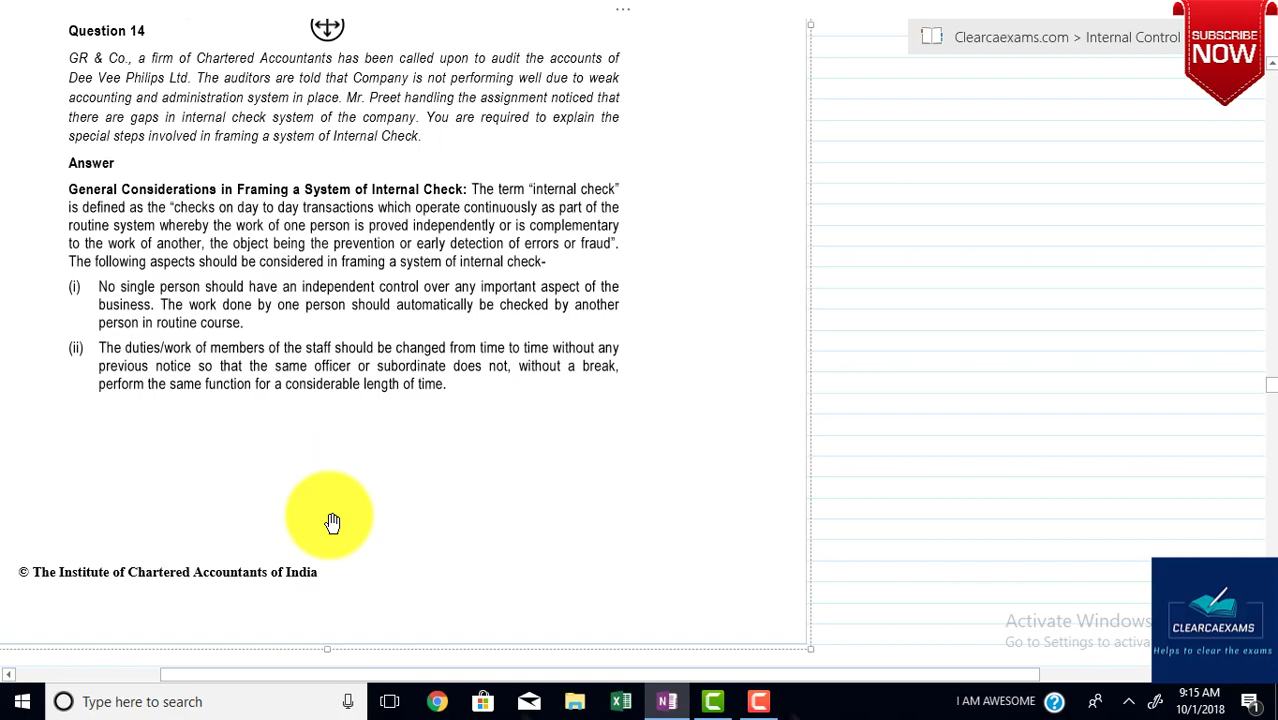 Question 14
GR & Co., a firm of Chartered Accountants has been called upon to audit the accounts of
Dee Vee Philips Ltd. The auditors are told that Company is not performing well due to weak
accounting and administration system in place. Mr. Preet handling the assignment noticed that
there are gaps in internal check system of the company. You are required to explain the
special steps involved in framing a system of Internal Check.
Answer
General Considerations in Framing a System of Internal Check: The term “internal check”
is defined as the “checks on day to day transactions which operate continuously as part of the
routine system whereby the work of one person is proved independently or is complementary
to the work of another, the object being the prevention or early detection of errors or fraud”.
The following aspects should be considered in framing a system of internal check-
(i) No single person should have an independent control over any important aspect of the
business. The work done by one person should automatically be checked by another
person in routine course.
(ii) The duties/work of members of the staff should be changed from time to time without any
previous notice so that the same officer or subordinate does not, without a break,
perform the same function for a considerable length of time.
© The Institute of Chartered Accountants of India
Clearcaexams.com > Internal Control
SUBSCRIBE
NOW
Activate Windows
Go to Settings to activa
CLEARCAEXAMS
Helps to clear the exams
Type here to search
I AM AWESOME
9:15 AM
10/1/2018
1